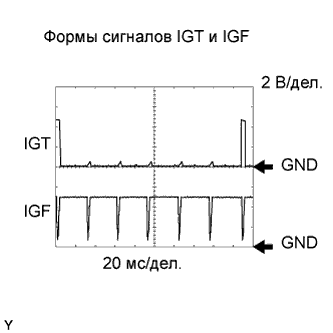 Формы сигналов IGT и IGF
2 В/дел.
IGT
GND
IGF
GND
20 мс/дел.
Y